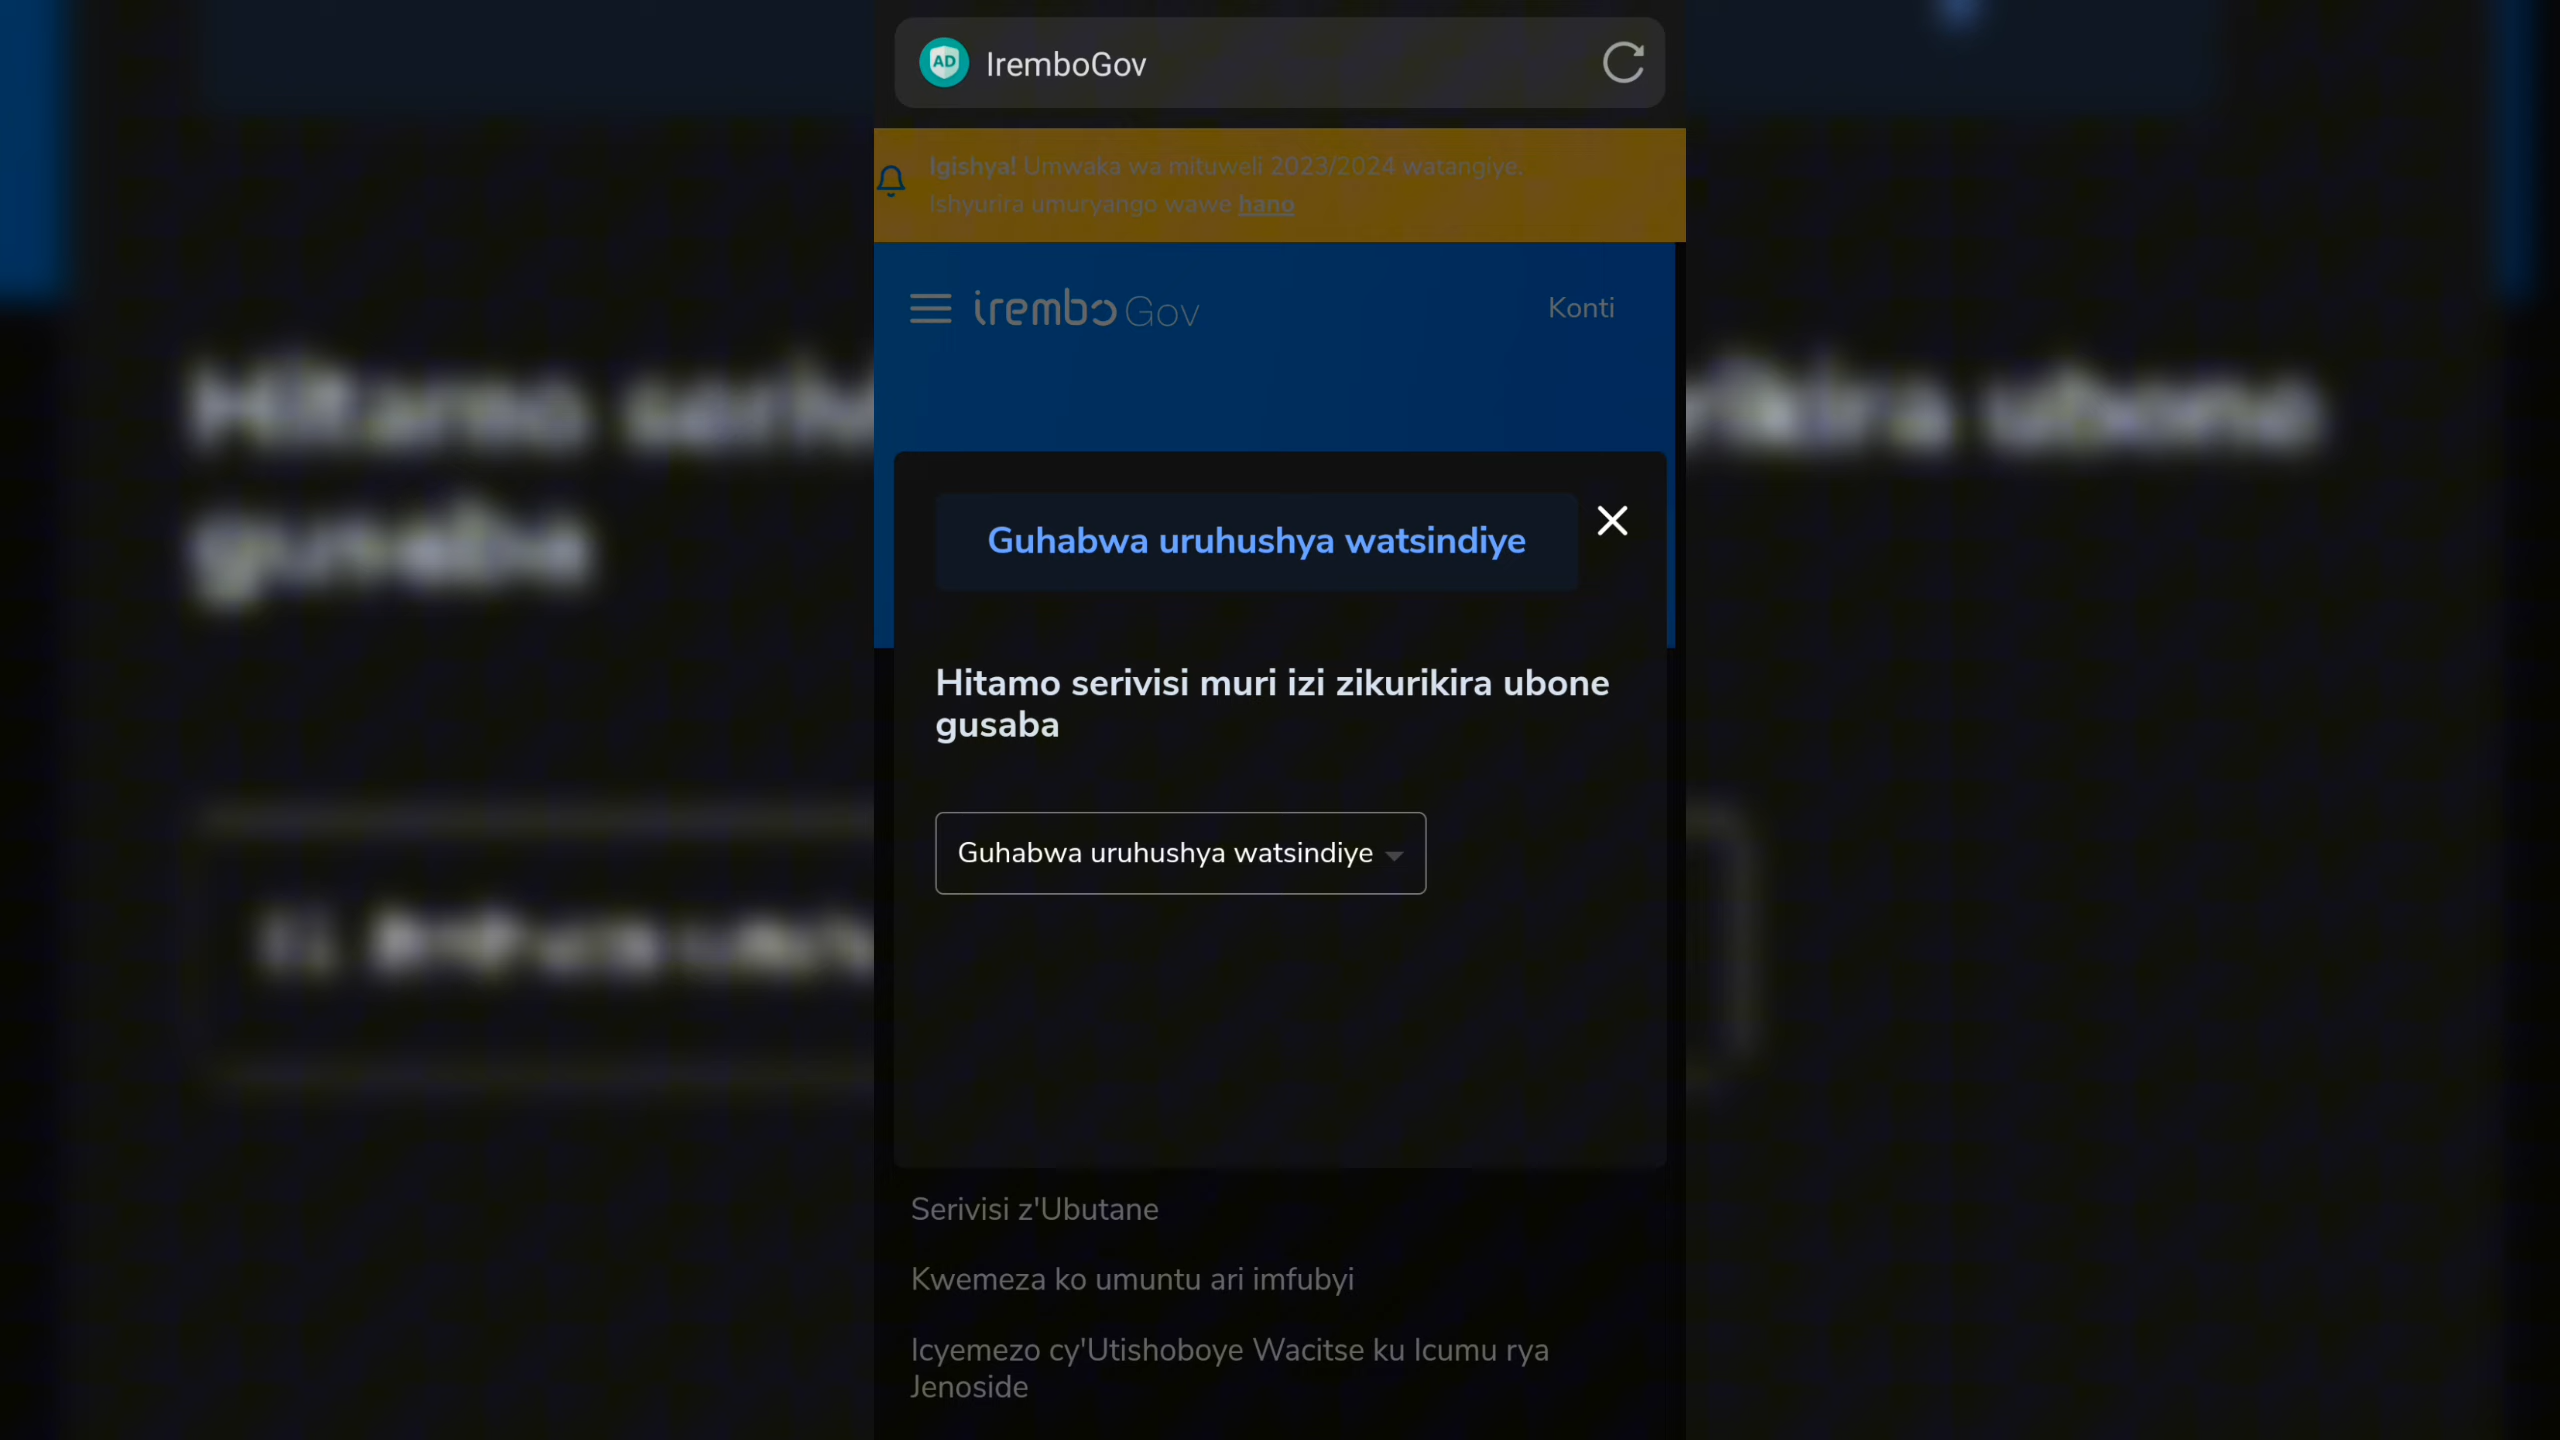 AD IremboGov
Igishya! Umwaka wa mituweli 2023/2024 watangiye.
Ishyurira umuryango wawe hano
irembo Gov
Konti
Guhabwa uruhushya watsindiye
Hitamo serivisi muri izi zikurikira ubone
gusaba
Guhabwa uruhushya watsindiye
Serivisi z'Ubutane
Kwemeza ko umuntu ari imfubyi
Icyemezo cy'Utishoboye Wacitse ku Icumu rya
Jenoside